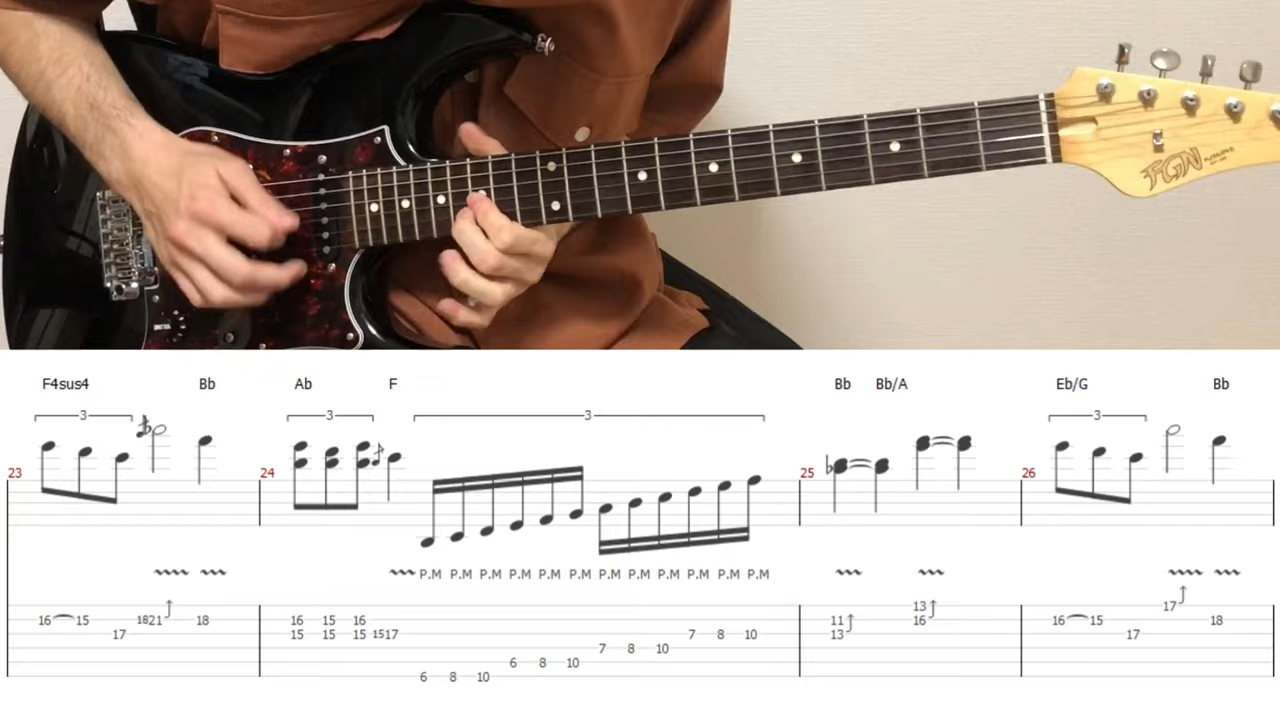 FGN
VOLUME
F4sus4 Bb Ab F Bb Bb/A Eb/G Bb
3 3 3 3
23 24 25 26
P.M P.M P.M P.M P.M P.M P.M P.M P.M P.M P.M P.M
13 17
16 15 1821 18 16 15 16 11 16 16 15 18
17 15 15 15 1517 7 8 10 13 17
7 8 10
6 8 10
6 8 10